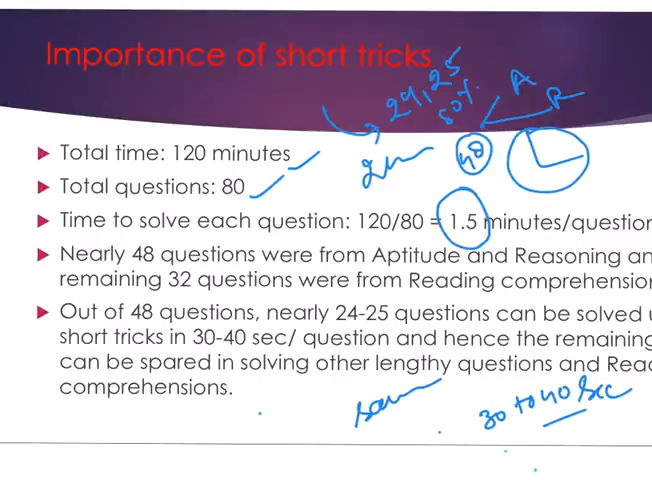 Importance of short tricks
24,25
50%
A
R
48
Total time: 120 minutes
Total questions: 80
Time to solve each question: 120/80 = 1.5 minutes/question
Nearly 48 questions were from Aptitude and Reasoning an
remaining 32 questions were from Reading comprehension
Out of 48 questions, nearly 24-25 questions can be solved u
short tricks in 30-40 sec/ question and hence the remaining
can be spared in solving other lengthy questions and Read
comprehensions.
30 to 40 sec